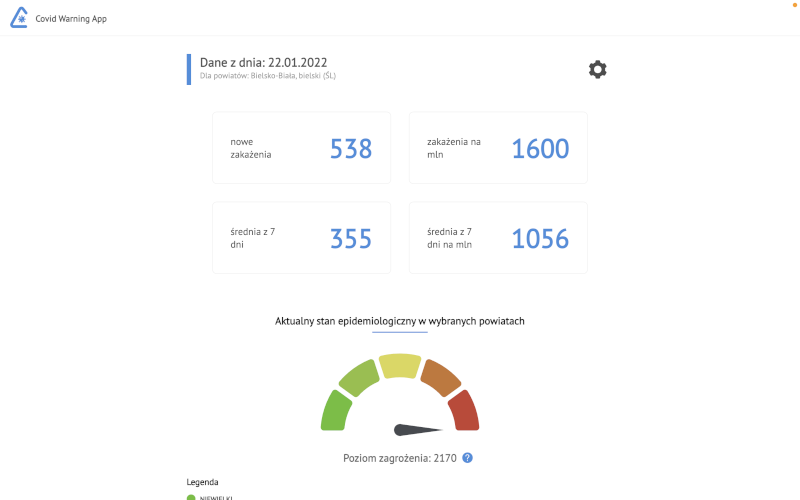 Covid Warning App
Dane z dnia: 22.01.2022
Dla powiatów: Bielsko-Biała, bielski (ŚL)
nowe
zakażenia
538
zakażenia na
mln
1600
średnia z 7
dni
355
średnia z 7
dni na mln
1056
Aktualny stan epidemiologiczny w wybranych powiatach
Poziom zagrożenia: 2170 ?
Legenda
NIEWIELKI